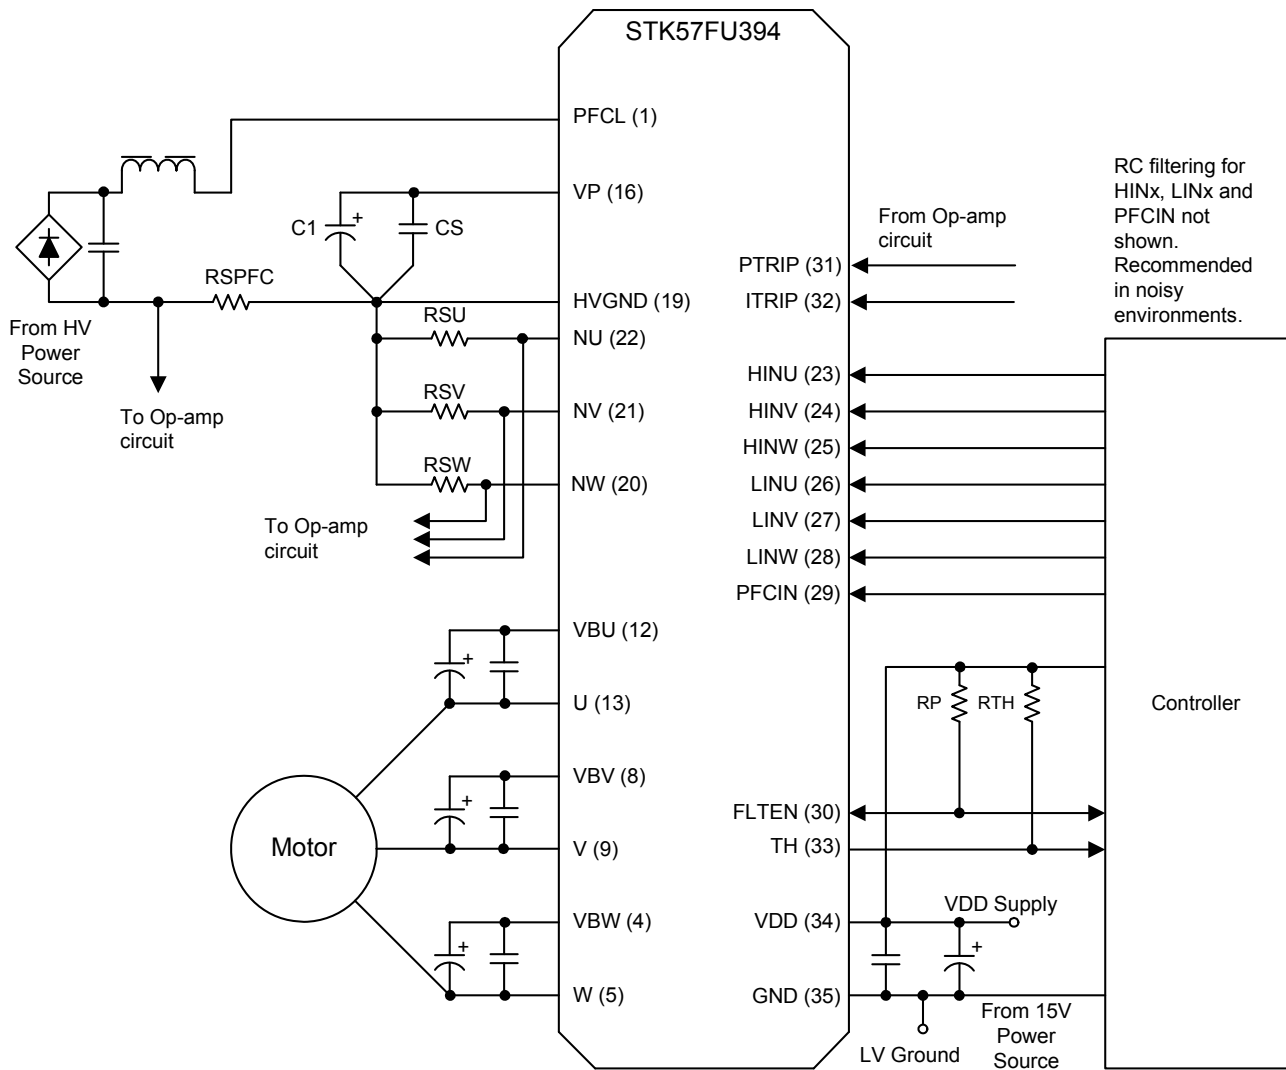 STK57FU394
PFCL (1)
VP (16)
C1
+
CS
RSPFC
HVGND (19)
From HV
Power
Source
To Op-amp
circuit
RSU
NU (22)
RSV
NV (21)
RSW
NW (20)
To Op-amp
circuit
VBU (12)
+
U (13)
VBV (8)
+
V (9)
Motor
VBW (4)
+
W (5)
From Op-amp
circuit
PTRIP (31)
ITRIP (32)
HINU (23)
HINV (24)
HINW (25)
LINU (26)
LINV (27)
LINW (28)
PFCIN (29)
RP
RTH
FLTEN (30)
TH (33)
VDD (34)
VDD Supply
+
GND (35)
LV Ground
From 15V
Power
Source
RC filtering for
HINx, LINx and
PFCIN not
shown.
Recommended
in noisy
environments.
Controller